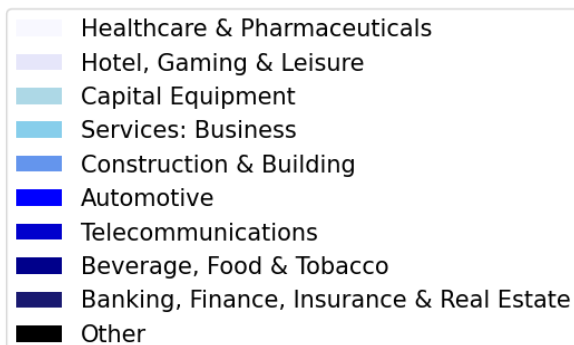 Healthcare & Pharmaceuticals
Hotel, Gaming & Leisure
Capital Equipment
Services: Business
Construction & Building
Automotive
Telecommunications
Beverage, Food & Tobacco
Banking, Finance, Insurance & Real Estate
Other